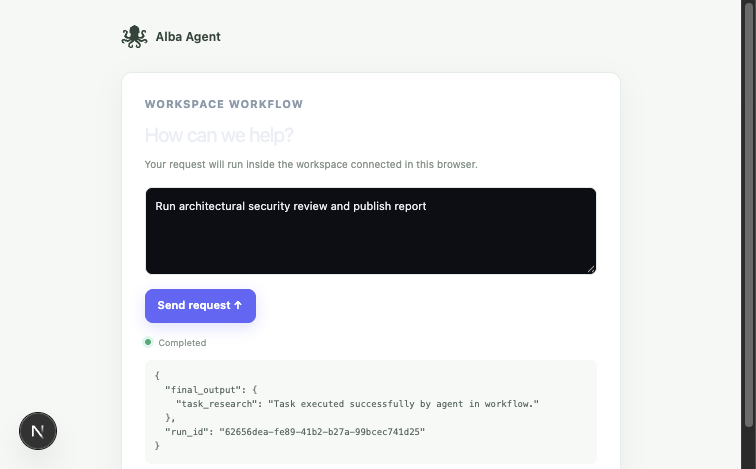 Alba Agent
WORKSPACE WORKFLOW
How can we help?
Your request will run inside the workspace connected in this browser.
Run architectural security review and publish report
Send request ↑
Completed
{
"final_output": {
"task_research": "Task executed successfully by agent in workflow."
},
"run_id": "62656dea-fe89-41b2-b27a-99bcec741d25"
}
N